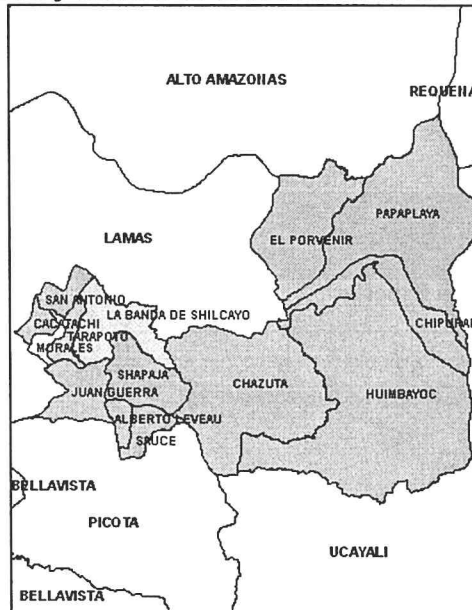 ALTO AMAZONAS
REQUENA
PAPAPLAYA
EL PORVENIR
LAMAS
SAN ANTONIO
LA BANDA DE SHILCAYO
CACATACHI
TARAPOTO
CHIPURAN
MORALES
SHAPAJA
CHAZUTA
JUAN GUERRA
HUIMBAYOC
ALBERTO LEVEAU
SAUCE
BELLAVISTA
PICOTA
UCAYALI
BELLAVISTA